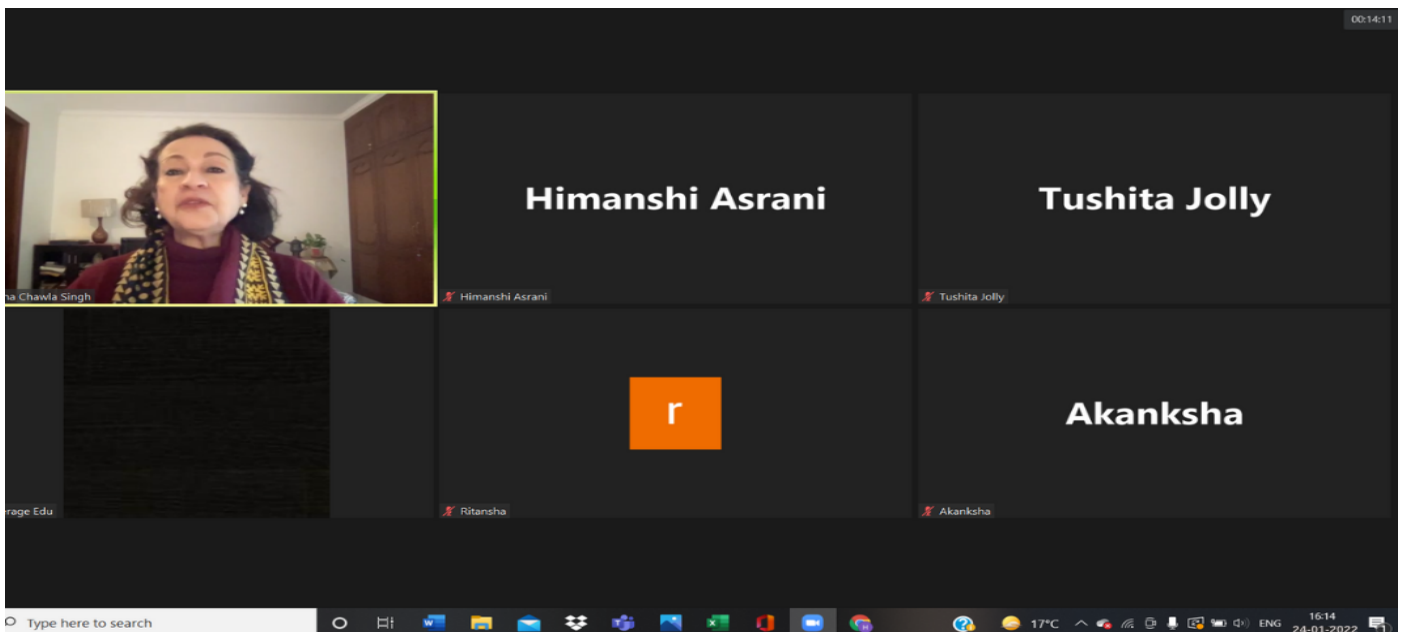 00:14:11
na Chawla Singh
Himanshi Asrani
Himanshi Asrani
Tushita Jolly
Tushita Jolly
erage Edu
r
Ritansha
Akanksha
Akanksha
Type here to search
17°C
ENG
16:14
24-01-2022